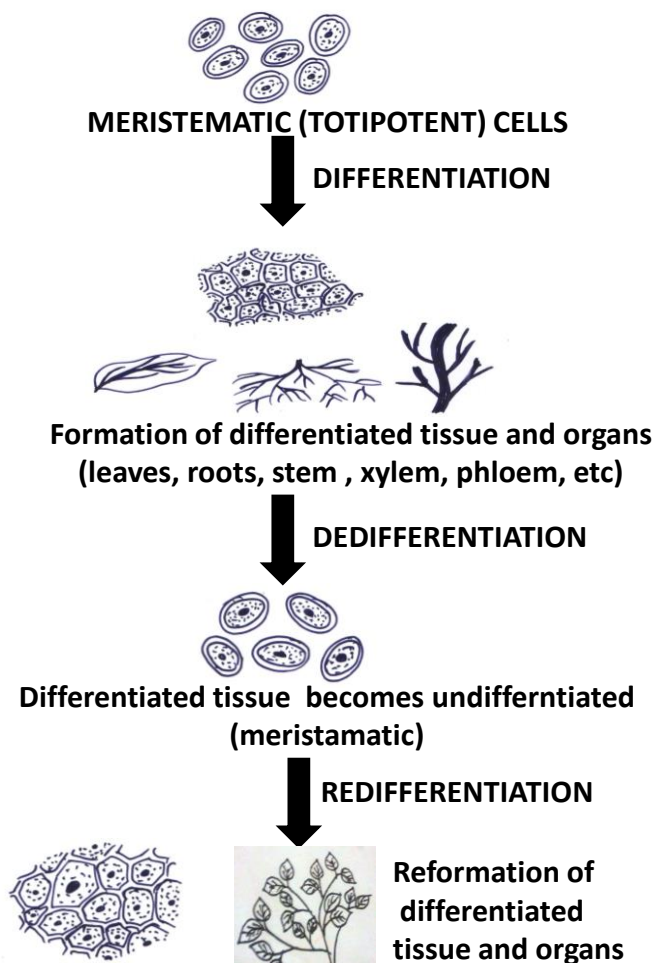 MERISTEMATIC (TOTIPOTENT) CELLS
DIFFERENTIATION
Formation of differentiated tissue and organs
(leaves, roots, stem , xylem, phloem, etc)
DEDIFFERENTIATION
Differentiated tissue becomes undifferntiated
(meristamatic)
REDIFFERENTIATION
Reformation of
differentiated
tissue and organs